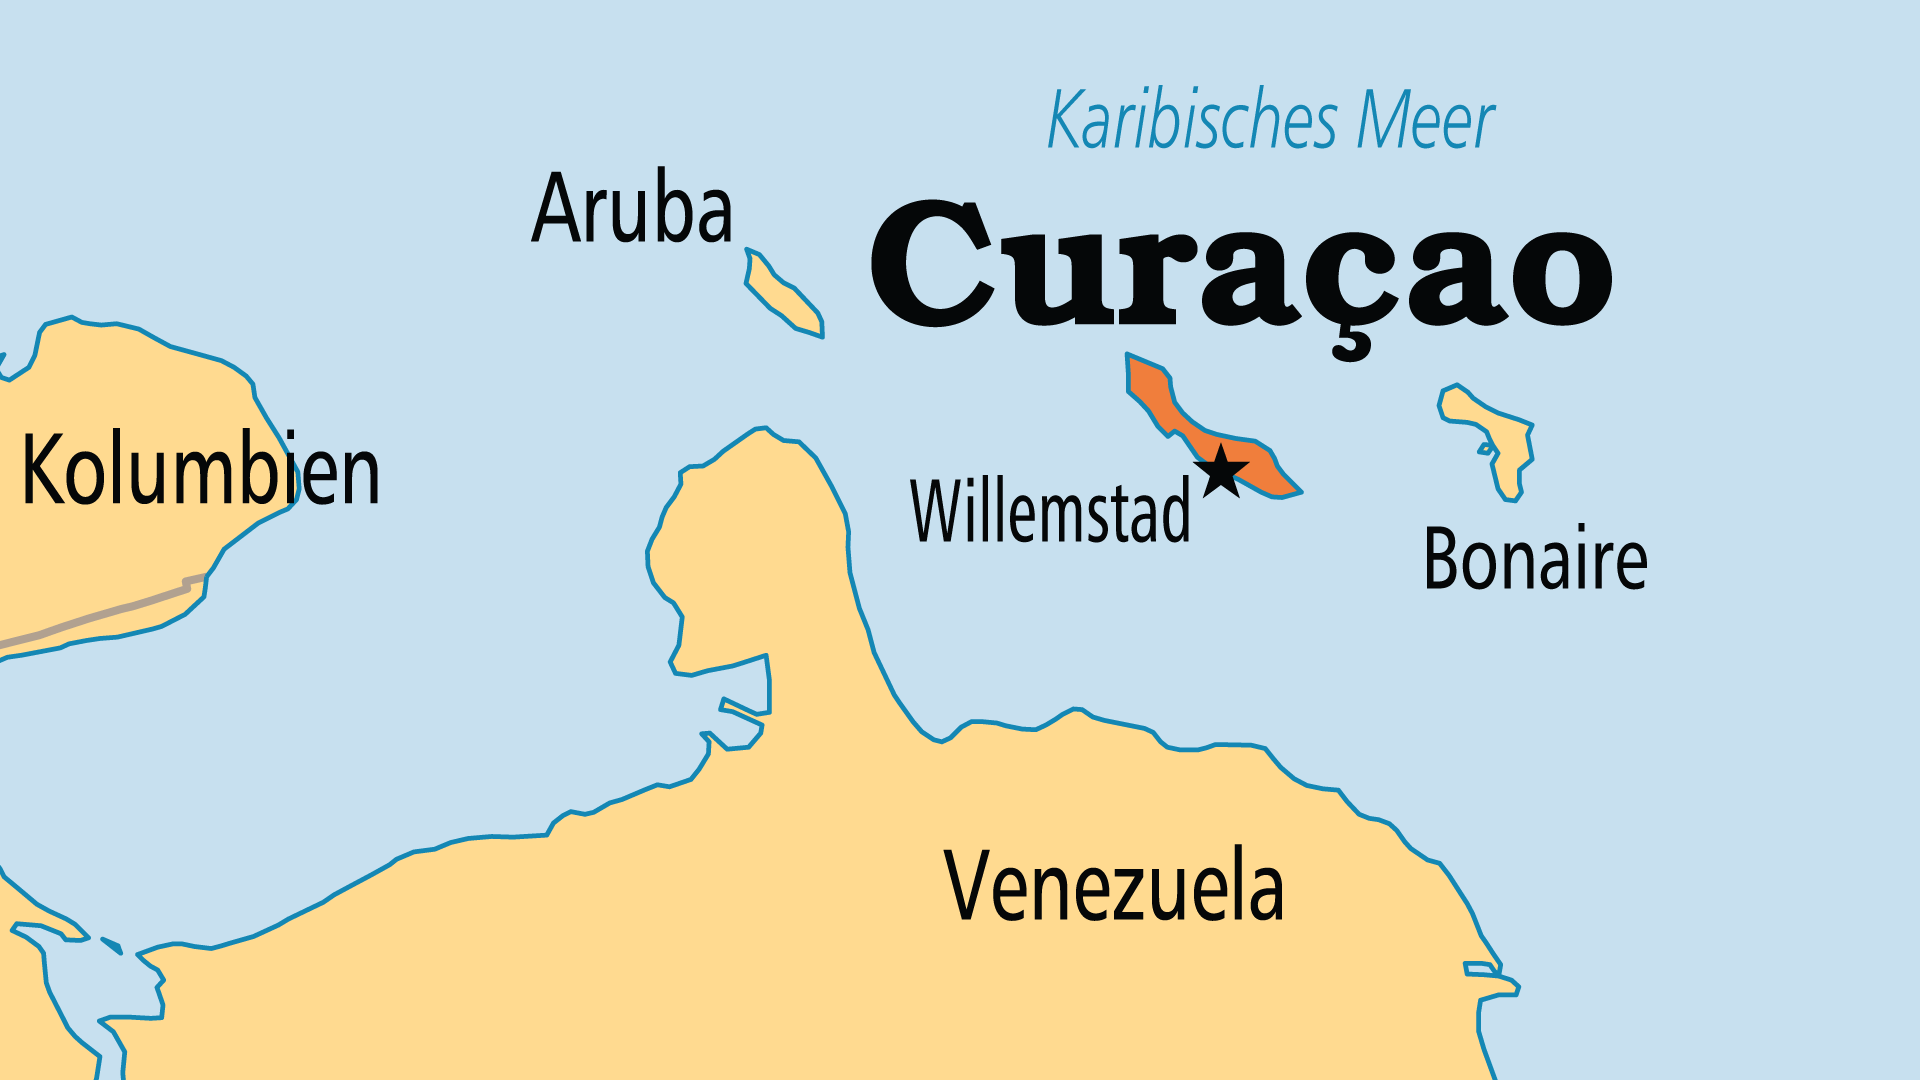 Karibisches Meer
Aruba
Curaçao
Kolumbien
Willemstad
Bonaire
Venezuela